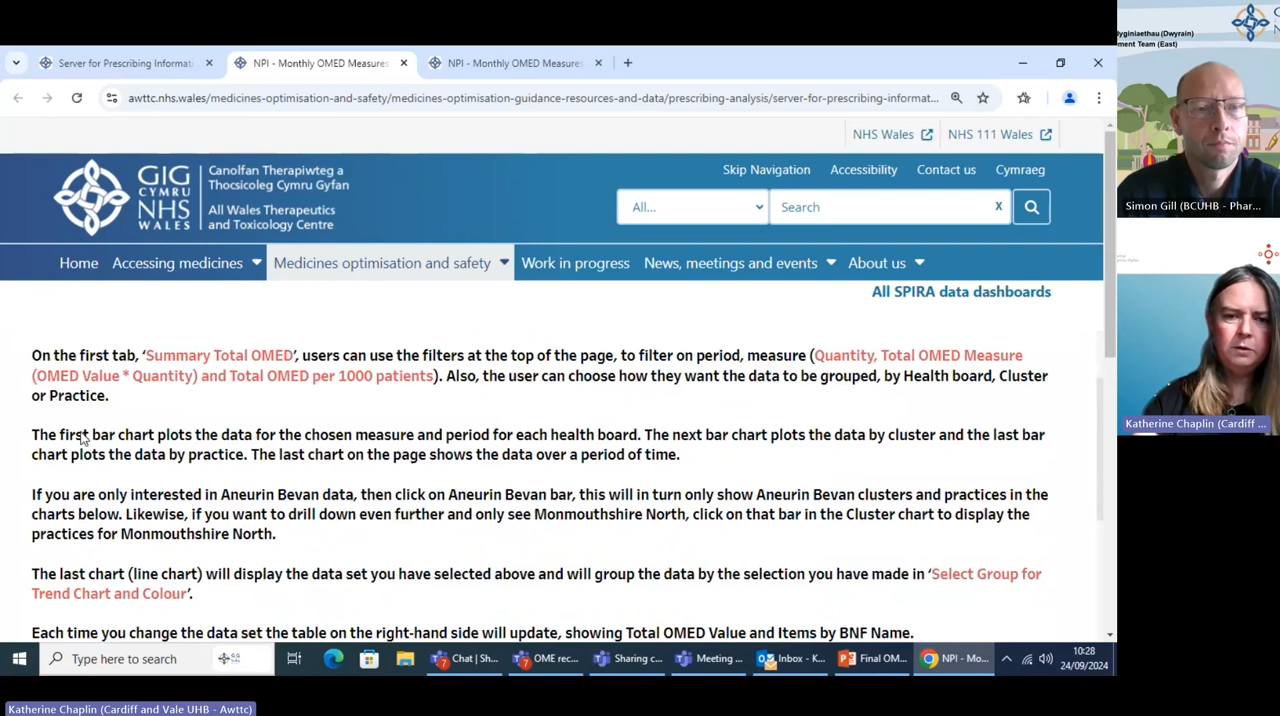 Server for Prescribing Informati
NPI - Monthly OMED Measures
NPI - Monthly OMED Measures
awttc.nhs.wales/medicines-optimisation-and-safety/medicines-optimisation-guidance-resources-and-data/prescribing-analysis/server-for-prescribing-informat...
NHS Wales
NHS 111 Wales
GIG
CYMRU
NHS
WALES
Canolfan Therapiwteg a
Thocsicoleg Cymru Gyfan
All Wales Therapeutics
and Toxicology Centre
Skip Navigation
Accessibility
Contact us
Cymraeg
All...
Search
X
Home
Accessing medicines
Medicines optimisation and safety
Work in progress
News, meetings and events
About us
All SPIRA data dashboards
On the first tab, ‘Summary Total OMED’, users can use the filters at the top of the page, to filter on period, measure (Quantity, Total OMED Measure
(OMED Value * Quantity) and Total OMED per 1000 patients). Also, the user can choose how they want the data to be grouped, by Health board, Cluster
or Practice.
The first bar chart plots the data for the chosen measure and period for each health board. The next bar chart plots the data by cluster and the last bar
chart plots the data by practice. The last chart on the page shows the data over a period of time.
If you are only interested in Aneurin Bevan data, then click on Aneurin Bevan bar, this will in turn only show Aneurin Bevan clusters and practices in the
charts below. Likewise, if you want to drill down even further and only see Monmouthshire North, click on that bar in the Cluster chart to display the
practices for Monmouthshire North.
The last chart (line chart) will display the data set you have selected above and will group the data by the selection you have made in ‘Select Group for
Trend Chart and Colour’.
Each time you change the data set the table on the right-hand side will update, showing Total OMED Value and Items by BNF Name.
Type here to search
Chat | Sh...
OME rec...
Sharing c...
Meeting ...
Inbox - K...
Final OM...
NPI - Mo...
10:28
24/09/2024
lyginiaethau (Dwyrain)
ment Team (East)
Simon Gill (BCUHB - Phar...
Katherine Chaplin (Cardiff ...
Katherine Chaplin (Cardiff and Vale UHB - Awttc)